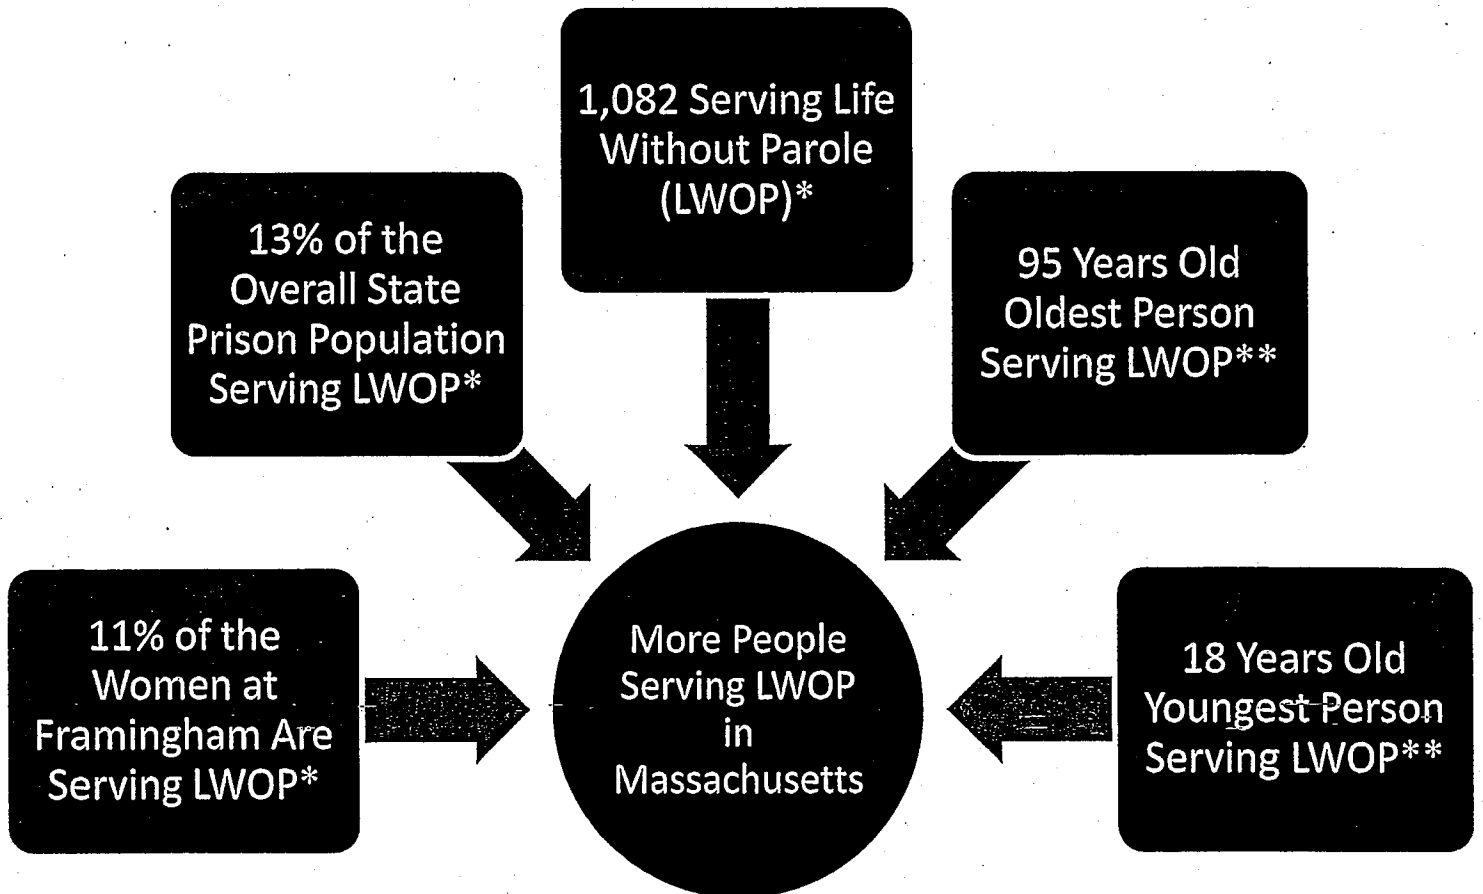 1,082 Serving Life
Without Parole
(LWOP)*
13% of the
Overall State
Prison Population
Serving LWOP*
95 Years Old
Oldest Person
Serving LWOP**
11% of the
Women at
Framingham Are
Serving LWOP*
More People
Serving LWOP
in
Massachusetts
18 Years Old
Youngest Person
Serving LWOP**